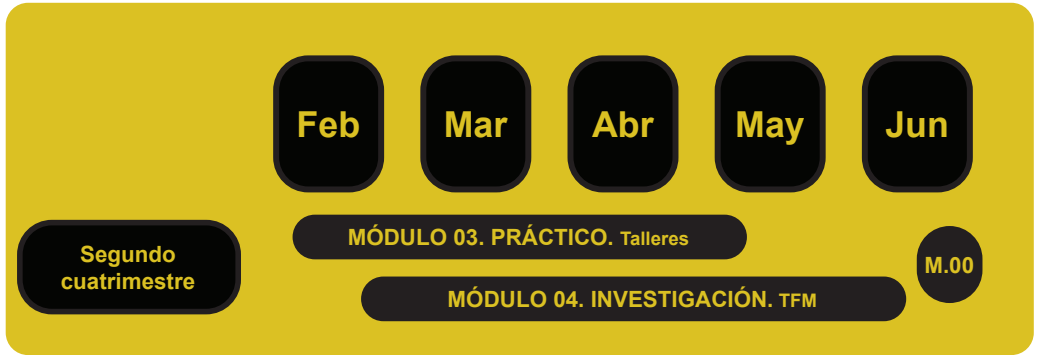 Feb Mar Abr May Jun
Segundo
cuatrimestre
MÓDULO 03. PRÁCTICO. Talleres
M.00
MÓDULO 04. INVESTIGACIÓN. TFM